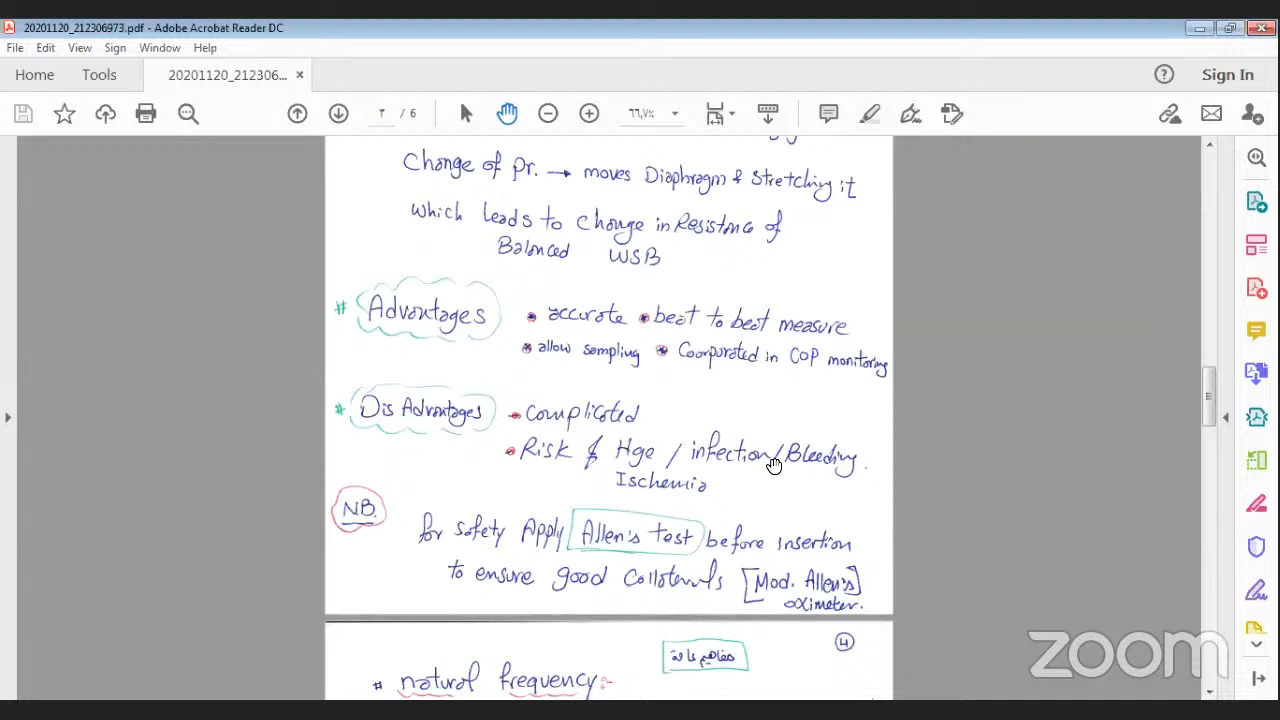 20201120_212306973.pdf - Adobe Acrobat Reader DC
File Edit View Sign Window Help
Home Tools 20201120_212306... × Sign In
٣ / 6 ٦٦٫٧%
Change of Pr. → moves Diaphragm & Stretching it
which leads to change in Resistance of
Balanced WSB
# Advantages • accurate • beat to beat measure
• allow sampling • Coorporated in COP monitoring
# Dis Advantages • Complicated
• Risk of Hge / infection / Bleeding.
Ischemia
NB.
for safety Apply Allen's test before insertion
to ensure good Collaterals [Mod. Allen's]
oximeter.
zoom
4
مفاهيم عامة
# natural frequency:-